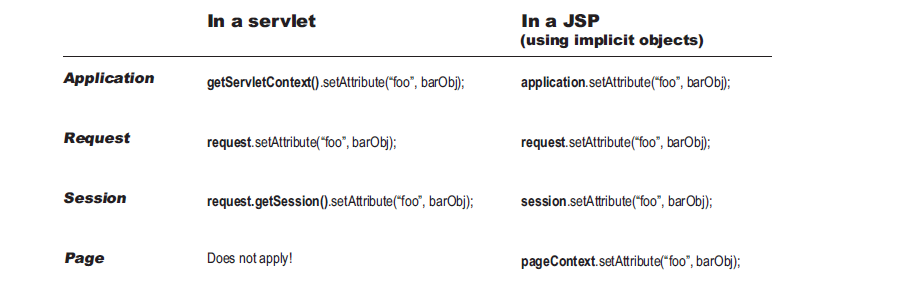 In a servlet
In a JSP
(using implicit objects)
Application
getServletContext().setAttribute(“foo”, barObj);
application.setAttribute(“foo”, barObj);
Request
request.setAttribute(“foo”, barObj);
request.setAttribute(“foo”, barObj);
Session
request.getSession().setAttribute(“foo”, barObj);
session.setAttribute(“foo”, barObj);
Page
Does not apply!
pageContext.setAttribute(“foo”, barObj);